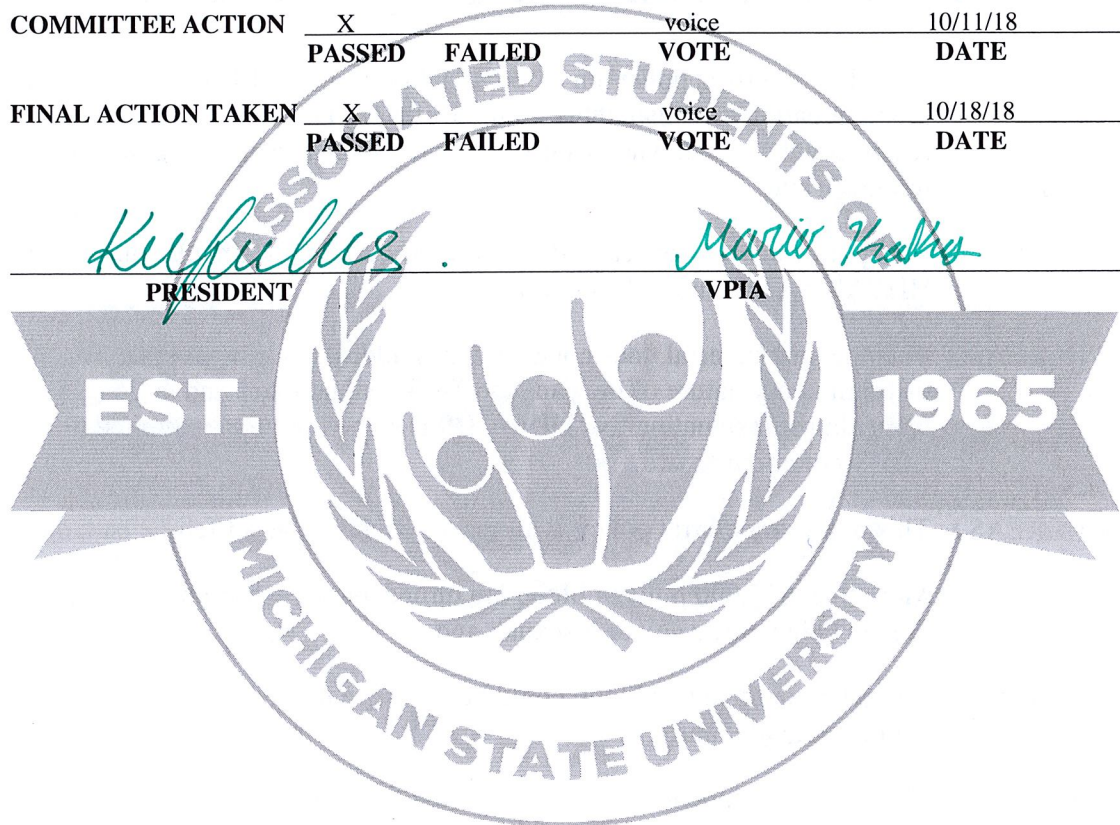 COMMITTEE ACTION X voice 10/11/18
PASSED FAILED VOTE DATE
FINAL ACTION TAKEN X voice 10/18/18
PASSED FAILED VOTE DATE
PRESIDENT VPIA
ASSOCIATED STUDENTS OF
EST. 1965
MICHIGAN STATE UNIVERSITY